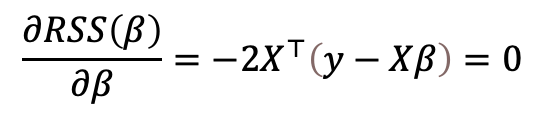 ∂RSS(β)/∂β = −2X⊤(y − Xβ) = 0